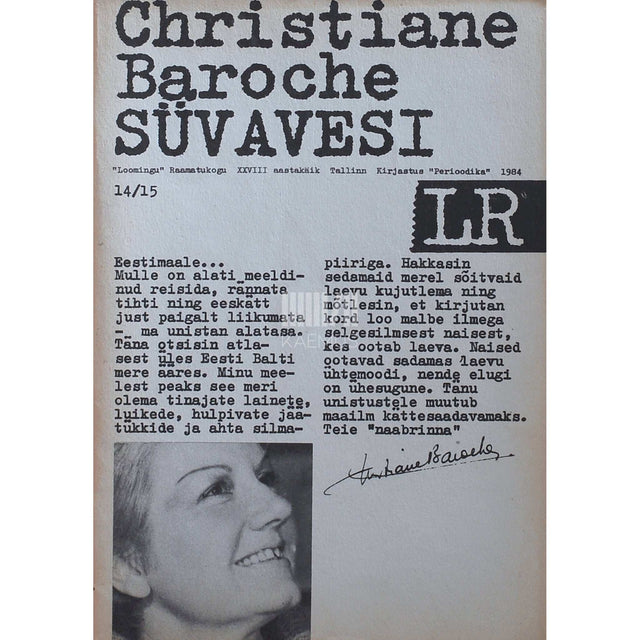 Christiane
Baroche
SÜVAVESI
"Loomingu" Raamatukogu XXVIII aastakäik Tallinn Kirjastus "Perioodika" 1984
14/15
LR
Eestimaale...
Mulle on alati meeldi-
nud reisida, rännata
tihti ning eeskätt
just paigalt liikumata
- ma unistan alatasa.
Täna otsisin atla-
sest üles Eesti Balti
mere ääres. Minu mee-
lest peaks see meri
olema tinajate lainete,
luikede, hulpivate jää-
tükkide ja ahta silma-
piiriga. Hakkasin
sedamaid merel sõitvaid
laevu kujutlema ning
mõtlesin, et kirjutan
kord loo malbe ilmega
selgesilmsest naisest,
kes ootab laeva. Naised
ootavad sadamas laevu
ühtemoodi, nende elugi
on ühesugune. Tänu
unistustele muutub
maailm kättesaadavamaks.
Teie "naabrinna"
Christiane Baroche